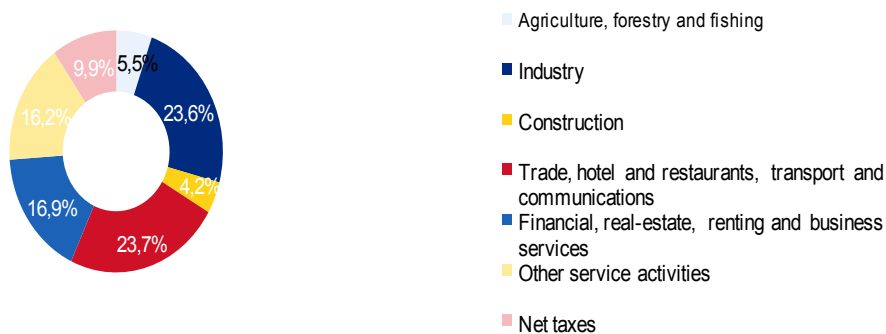 5,5%
23,6%
4,2%
23,7%
16,9%
16,2%
9,9%
Agriculture, forestry and fishing
Industry
Construction
Trade, hotel and restaurants, transport and
communications
Financial, real-estate, renting and business
services
Other service activities
Net taxes